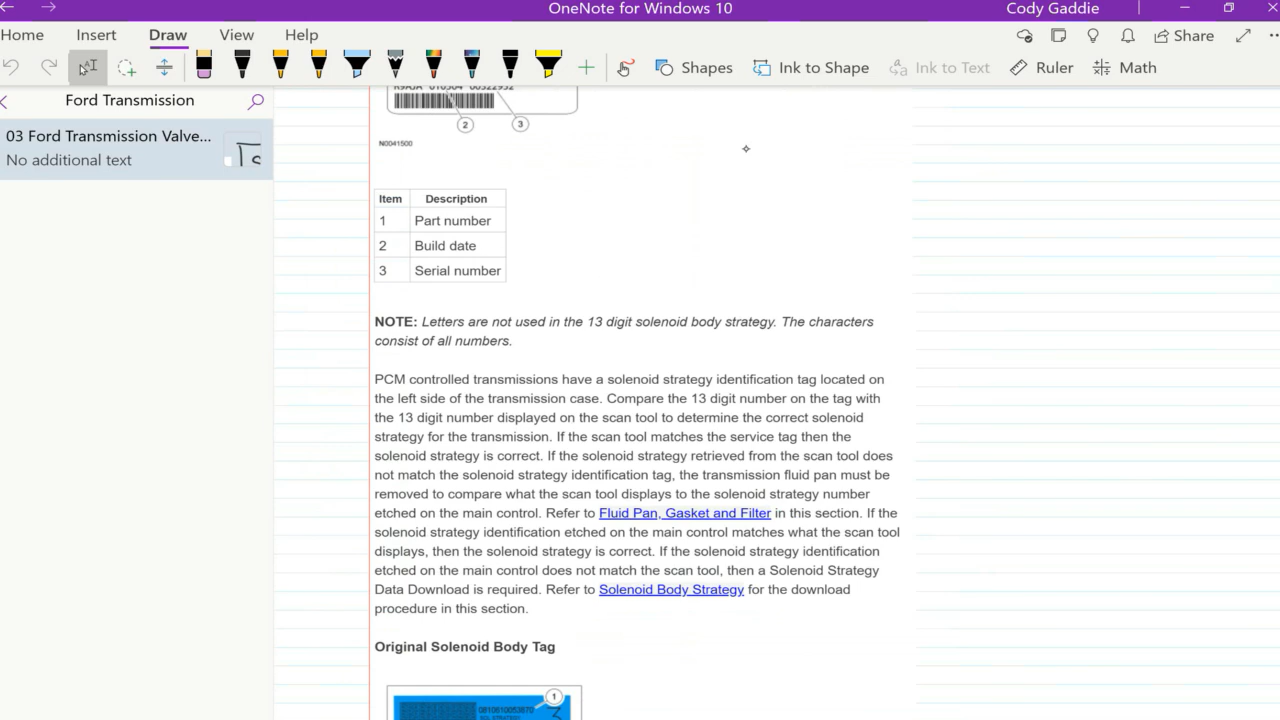 OneNote for Windows 10
Cody Gaddie
Home Insert Draw View Help
Share
Shapes Ink to Shape Ink to Text Ruler Math
Ford Transmission
03 Ford Transmission Valve...
No additional text
2 3
N0041500
Item Description
1 Part number
2 Build date
3 Serial number
NOTE: Letters are not used in the 13 digit solenoid body strategy. The characters
consist of all numbers.
PCM controlled transmissions have a solenoid strategy identification tag located on
the left side of the transmission case. Compare the 13 digit number on the tag with
the 13 digit number displayed on the scan tool to determine the correct solenoid
strategy for the transmission. If the scan tool matches the service tag then the
solenoid strategy is correct. If the solenoid strategy retrieved from the scan tool does
not match the solenoid strategy identification tag, the transmission fluid pan must be
removed to compare what the scan tool displays to the solenoid strategy number
etched on the main control. Refer to Fluid Pan, Gasket and Filter in this section. If the
solenoid strategy identification etched on the main control matches what the scan tool
displays, then the solenoid strategy is correct. If the solenoid strategy identification
etched on the main control does not match the scan tool, then a Solenoid Strategy
Data Download is required. Refer to Solenoid Body Strategy for the download
procedure in this section.
Original Solenoid Body Tag
1